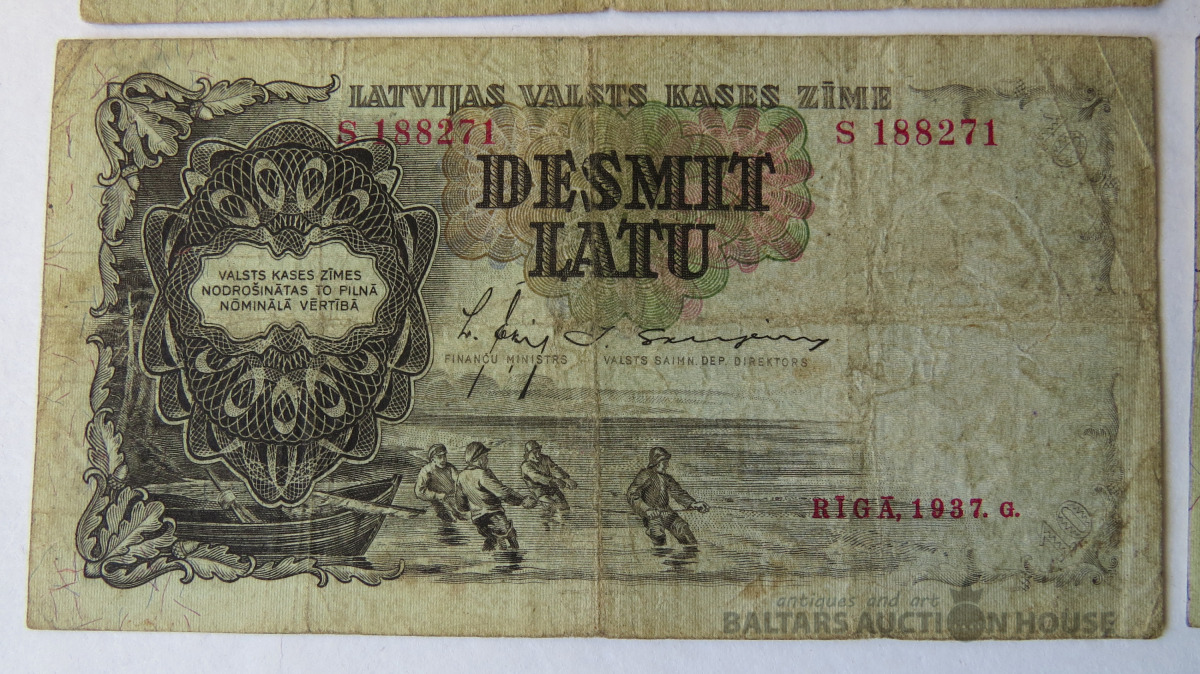 LATVIJAS VALSTS KASES ZĪME
S 188271 S 188271
DESMIT
LATU
VALSTS KASES ZĪMES
NODROŠINĀTAS TO PILNĀ
NŌMINĀLĀ VĒRTĪBĀ
FINANČU MINISTRS VALSTS SAIMN. DEP. DIREKTORS
RĪGĀ, 1937. G.
antiques and art
BALTARS AUCTION HOUSE